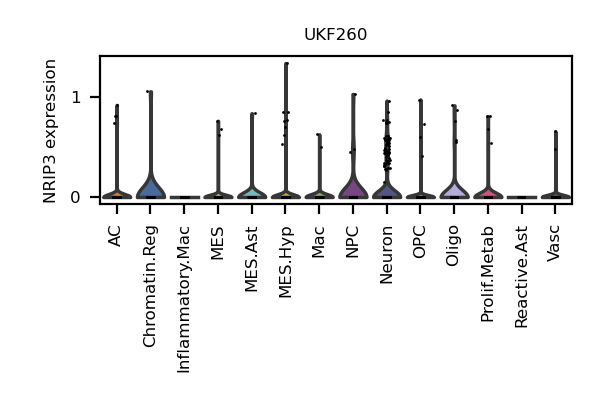 UKF260
NRIP3 expression
1
0
AC
Chromatin.Reg
Inflammatory.Mac
MES
MES.Ast
MES.Hyp
Mac
NPC
Neuron
OPC
Oligo
Prolif.Metab
Reactive.Ast
Vasc